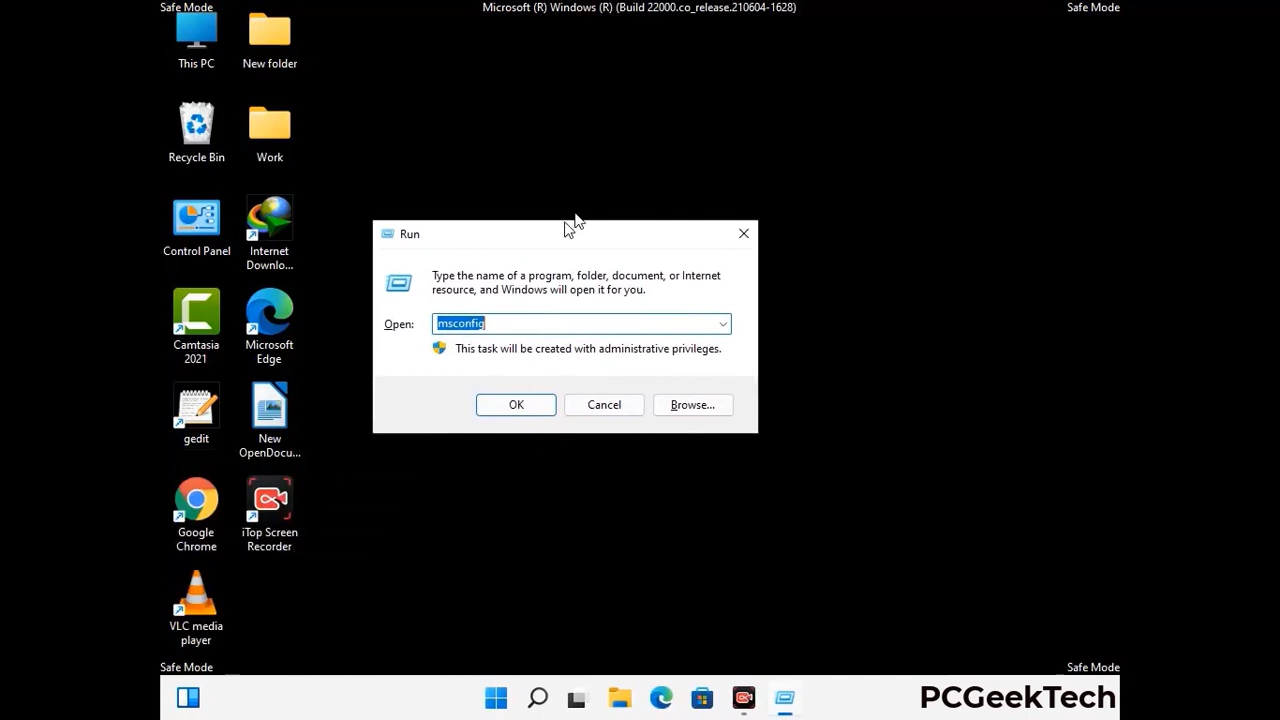 Safe Mode
Microsoft (R) Windows (R) (Build 22000.co_release.210604-1628)
Safe Mode
This PC
New folder
Recycle Bin
Work
Control Panel
Internet
Downlo...
Camtasia
2021
Microsoft
Edge
gedit
New
OpenDocu...
Google
Chrome
iTop Screen
Recorder
VLC media
player
Run
Type the name of a program, folder, document, or Internet
resource, and Windows will open it for you.
Open:
msconfig
This task will be created with administrative privileges.
OK
Cancel
Browse...
Safe Mode
Safe Mode
PCGeekTech